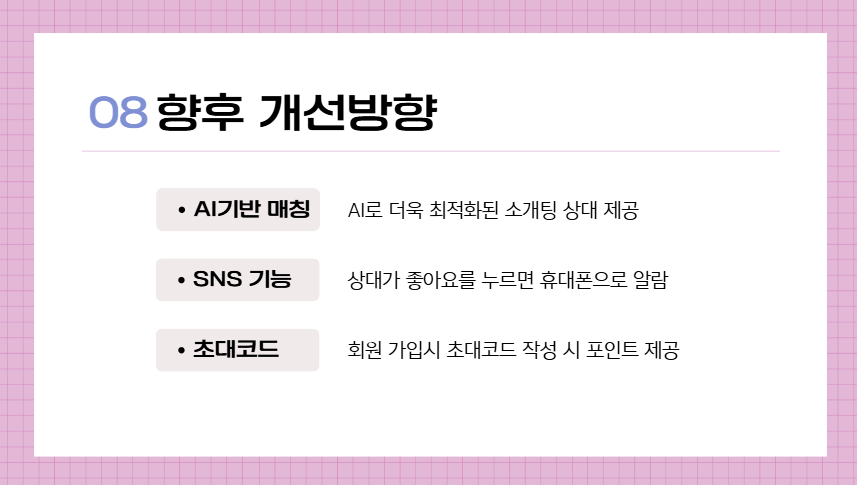 08 향후 개선방향
• AI기반 매칭 AI로 더욱 최적화된 소개팅 상대 제공
• SNS 기능 상대가 좋아요를 누르면 휴대폰으로 알람
• 초대코드 회원 가입시 초대코드 작성 시 포인트 제공